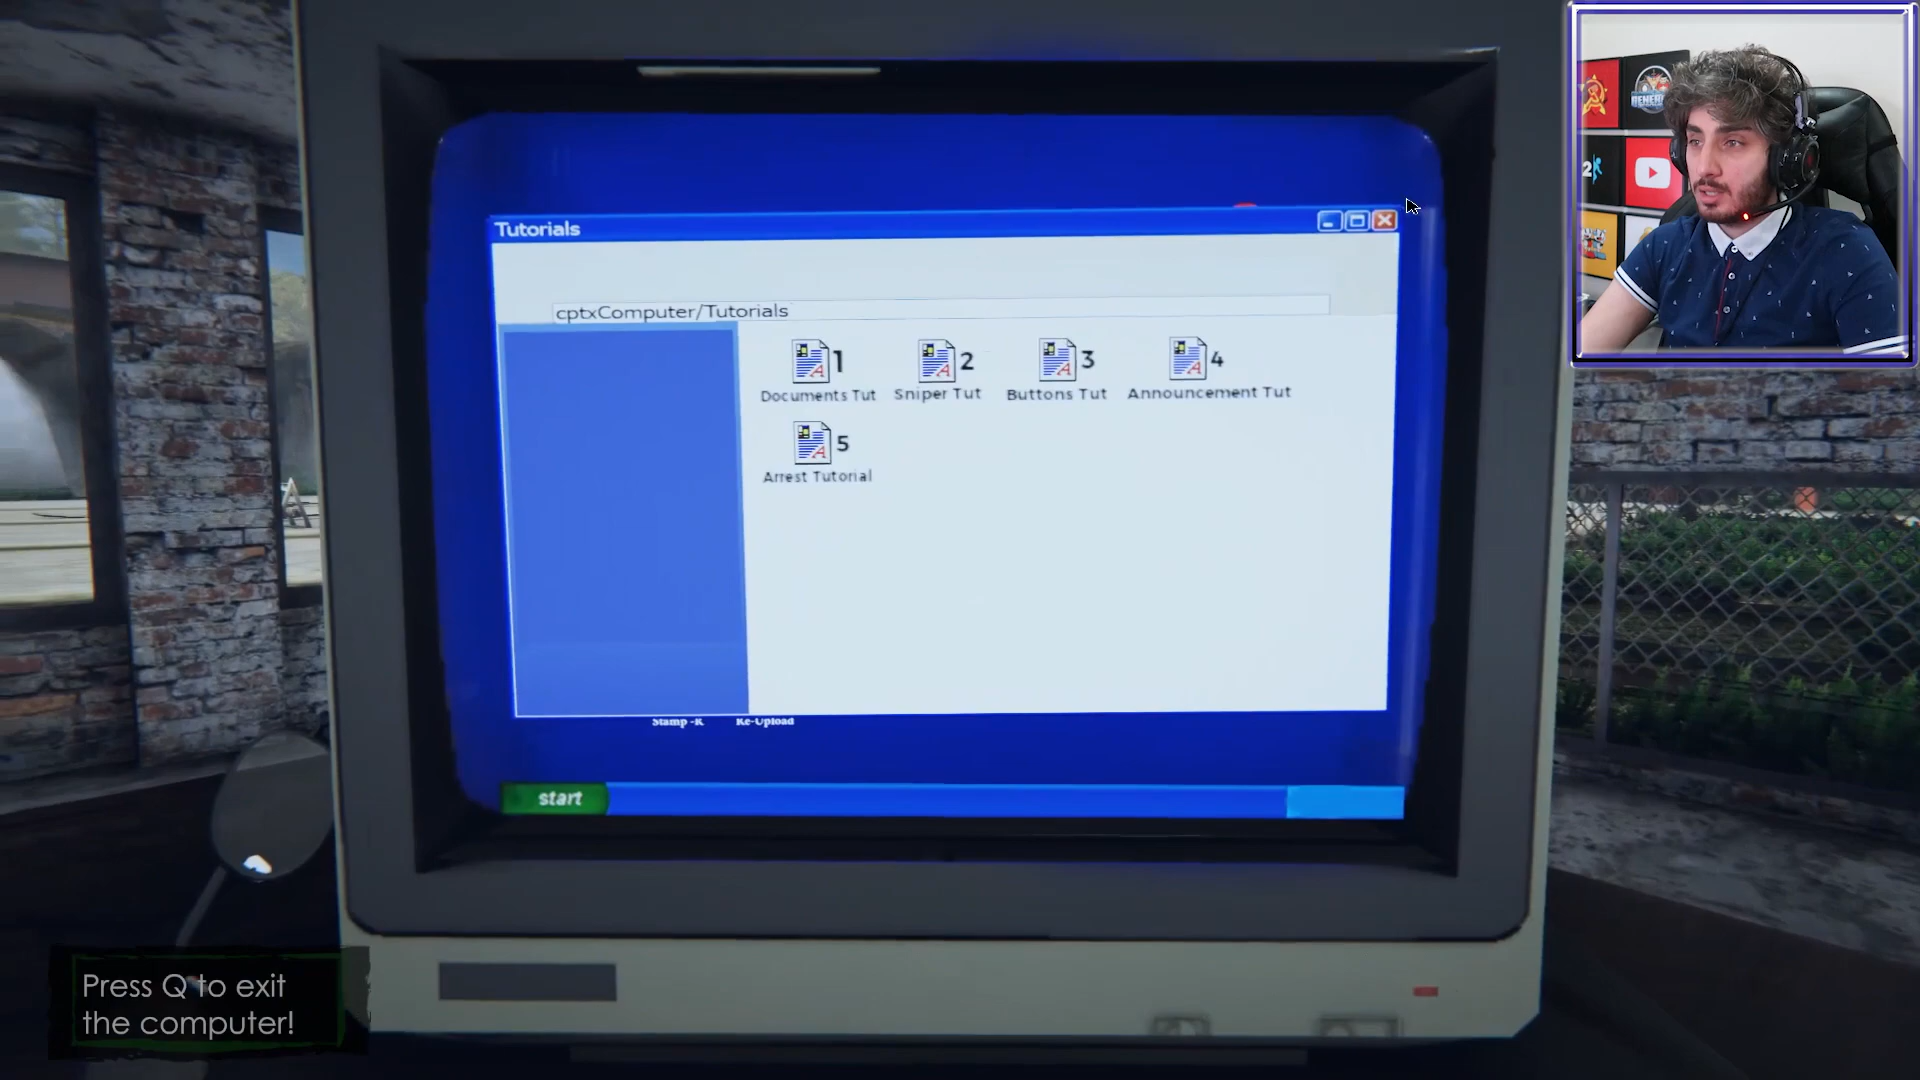 Tutorials
cptxComputer/Tutorials
1 2 3 4
Documents Tut Sniper Tut Buttons Tut Announcement Tut
5
Arrest Tutorial
Stamp -R Re-Upload
start
Press Q to exit
the computer!